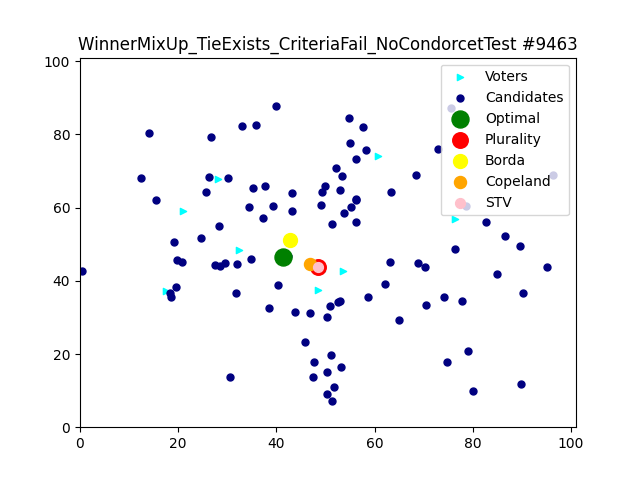 WinnerMixUp_TieExists_CriteriaFail_NoCondorcetTest #9463
100
80
60
40
20
0
0
20
40
60
80
100
Voters
Candidates
Optimal
Plurality
Borda
Copeland
STV